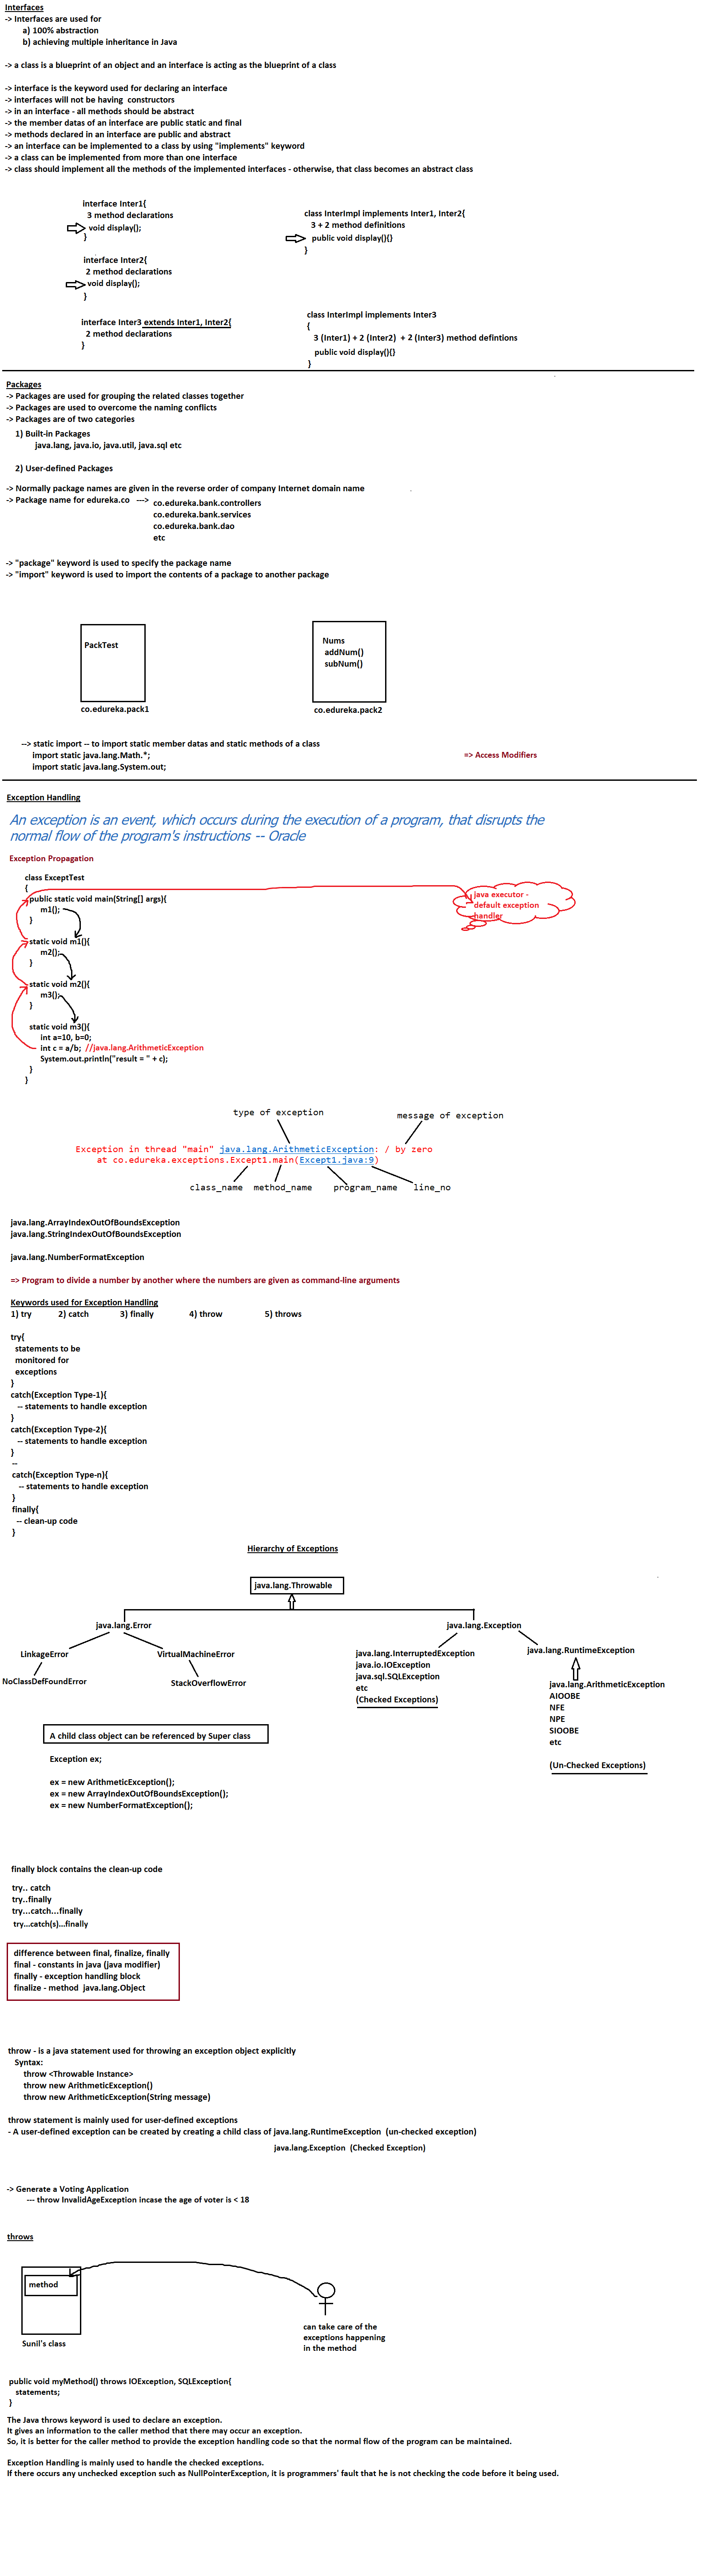 Interfaces
-> Interfaces are used for
a) 100% abstraction
b) achieving multiple inheritance in Java
-> a class is a blueprint of an object and an interface is acting as the blueprint of a class
-> interface is the keyword used for declaring an interface
-> interfaces will not be having constructors
-> in an interface - all methods should be abstract
-> the member datas of an interface are public static and final
-> methods declared in an interface are public and abstract
-> an interface can be implemented to a class by using "implements" keyword
-> a class can be implemented from more than one interface
-> class should implement all the methods of the implemented interfaces - otherwise, that class becomes an abstract class
interface Inter1{
3 method declarations
void display();
}
class InterImpl implements Inter1, Inter2{
3 + 2 method definitions
public void display(){}
}
interface Inter2{
2 method declarations
void display();
}
interface Inter3 extends Inter1, Inter2{
2 method declarations
}
class InterImpl implements Inter3
{
3 (Inter1) + 2 (Inter2) + 2 (Inter3) method defintions
public void display(){}
}
Packages
-> Packages are used for grouping the related classes together
-> Packages are used to overcome the naming conflicts
-> Packages are of two categories
1) Built-in Packages
java.lang, java.io, java.util, java.sql etc
2) User-defined Packages
-> Normally package names are given in the reverse order of company Internet domain name
-> Package name for edureka.co ---> co.edureka.bank.controllers
co.edureka.bank.services
co.edureka.bank.dao
etc
-> "package" keyword is used to specify the package name
-> "import" keyword is used to import the contents of a package to another package
PackTest
co.edureka.pack1
Nums
addNum()
subNum()
co.edureka.pack2
--> static import -- to import static member datas and static methods of a class
import static java.lang.Math.*;
import static java.lang.System.out;
=> Access Modifiers
Exception Handling
An exception is an event, which occurs during the execution of a program, that disrupts the
normal flow of the program's instructions -- Oracle
Exception Propagation
class ExceptTest
{
public static void main(String[] args){
m1();
}
java executor -
default exception
handler
static void m1(){
m2();
}
static void m2(){
m3();
}
static void m3(){
int a=10, b=0;
int c = a/b; //java.lang.ArithmeticException
System.out.println("result = " + c);
}
}
type of exception
message of exception
Exception in thread "main" java.lang.ArithmeticException: / by zero
at co.edureka.exceptions.Except1.main(Except1.java:9)
class_name method_name program_name line_no
java.lang.ArrayIndexOutOfBoundsException
java.lang.StringIndexOutOfBoundsException
java.lang.NumberFormatException
=> Program to divide a number by another where the numbers are given as command-line arguments
Keywords used for Exception Handling
1) try 2) catch 3) finally 4) throw 5) throws
try{
statements to be
monitored for
exceptions
}
catch(Exception Type-1){
-- statements to handle exception
}
catch(Exception Type-2){
-- statements to handle exception
}
--
catch(Exception Type-n){
-- statements to handle exception
}
finally{
-- clean-up code
}
Hierarchy of Exceptions
java.lang.Throwable
java.lang.Error
java.lang.Exception
LinkageError
VirtualMachineError
NoClassDefFoundError
StackOverflowError
java.lang.InterruptedException
java.io.IOException
java.sql.SQLException
etc
(Checked Exceptions)
java.lang.RuntimeException
java.lang.ArithmeticException
AIOOBE
NFE
NPE
SIOOBE
etc
(Un-Checked Exceptions)
A child class object can be referenced by Super class
Exception ex;
ex = new ArithmeticException();
ex = new ArrayIndexOutOfBoundsException();
ex = new NumberFormatException();
finally block contains the clean-up code
try.. catch
try..finally
try...catch...finally
try...catch(s)...finally
difference between final, finalize, finally
final - constants in java (java modifier)
finally - exception handling block
finalize - method java.lang.Object
throw - is a java statement used for throwing an exception object explicitly
Syntax:
throw <Throwable Instance>
throw new ArithmeticException()
throw new ArithmeticException(String message)
throw statement is mainly used for user-defined exceptions
- A user-defined exception can be created by creating a child class of java.lang.RuntimeException (un-checked exception)
java.lang.Exception (Checked Exception)
-> Generate a Voting Application
--- throw InvalidAgeException incase the age of voter is < 18
throws
method
Sunil's class
can take care of the
exceptions happening
in the method
public void myMethod() throws IOException, SQLException{
statements;
}
The Java throws keyword is used to declare an exception.
It gives an information to the caller method that there may occur an exception.
So, it is better for the caller method to provide the exception handling code so that the normal flow of the program can be maintained.
Exception Handling is mainly used to handle the checked exceptions.
If there occurs any unchecked exception such as NullPointerException, it is programmers' fault that he is not checking the code before it being used.